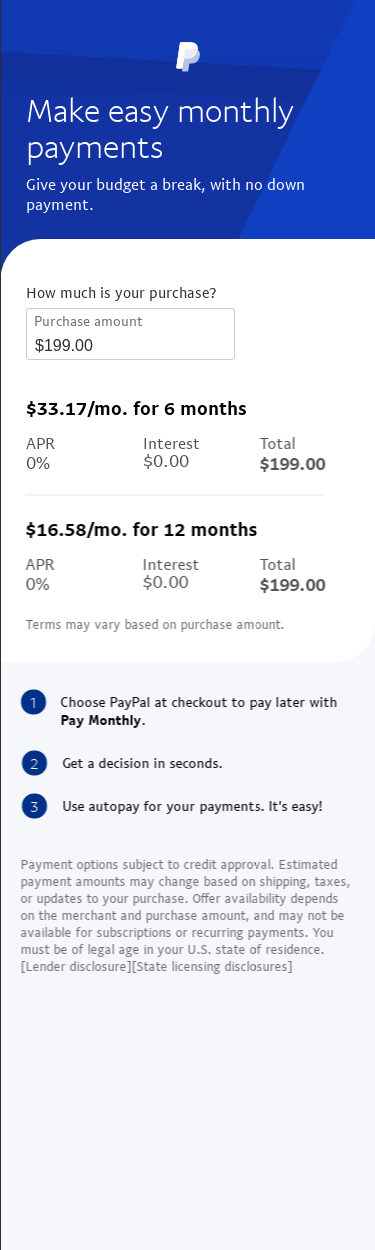 Make easy monthly
payments
Give your budget a break, with no down
payment.
How much is your purchase?
Purchase amount
$199.00
$33.17/mo. for 6 months
APR Interest Total
0% $0.00 $199.00
$16.58/mo. for 12 months
APR Interest Total
0% $0.00 $199.00
Terms may vary based on purchase amount.
1 Choose PayPal at checkout to pay later with
Pay Monthly.
2 Get a decision in seconds.
3 Use autopay for your payments. It's easy!
Payment options subject to credit approval. Estimated
payment amounts may change based on shipping, taxes,
or updates to your purchase. Offer availability depends
on the merchant and purchase amount, and may not be
available for subscriptions or recurring payments. You
must be of legal age in your U.S. state of residence.
[Lender disclosure][State licensing disclosures]